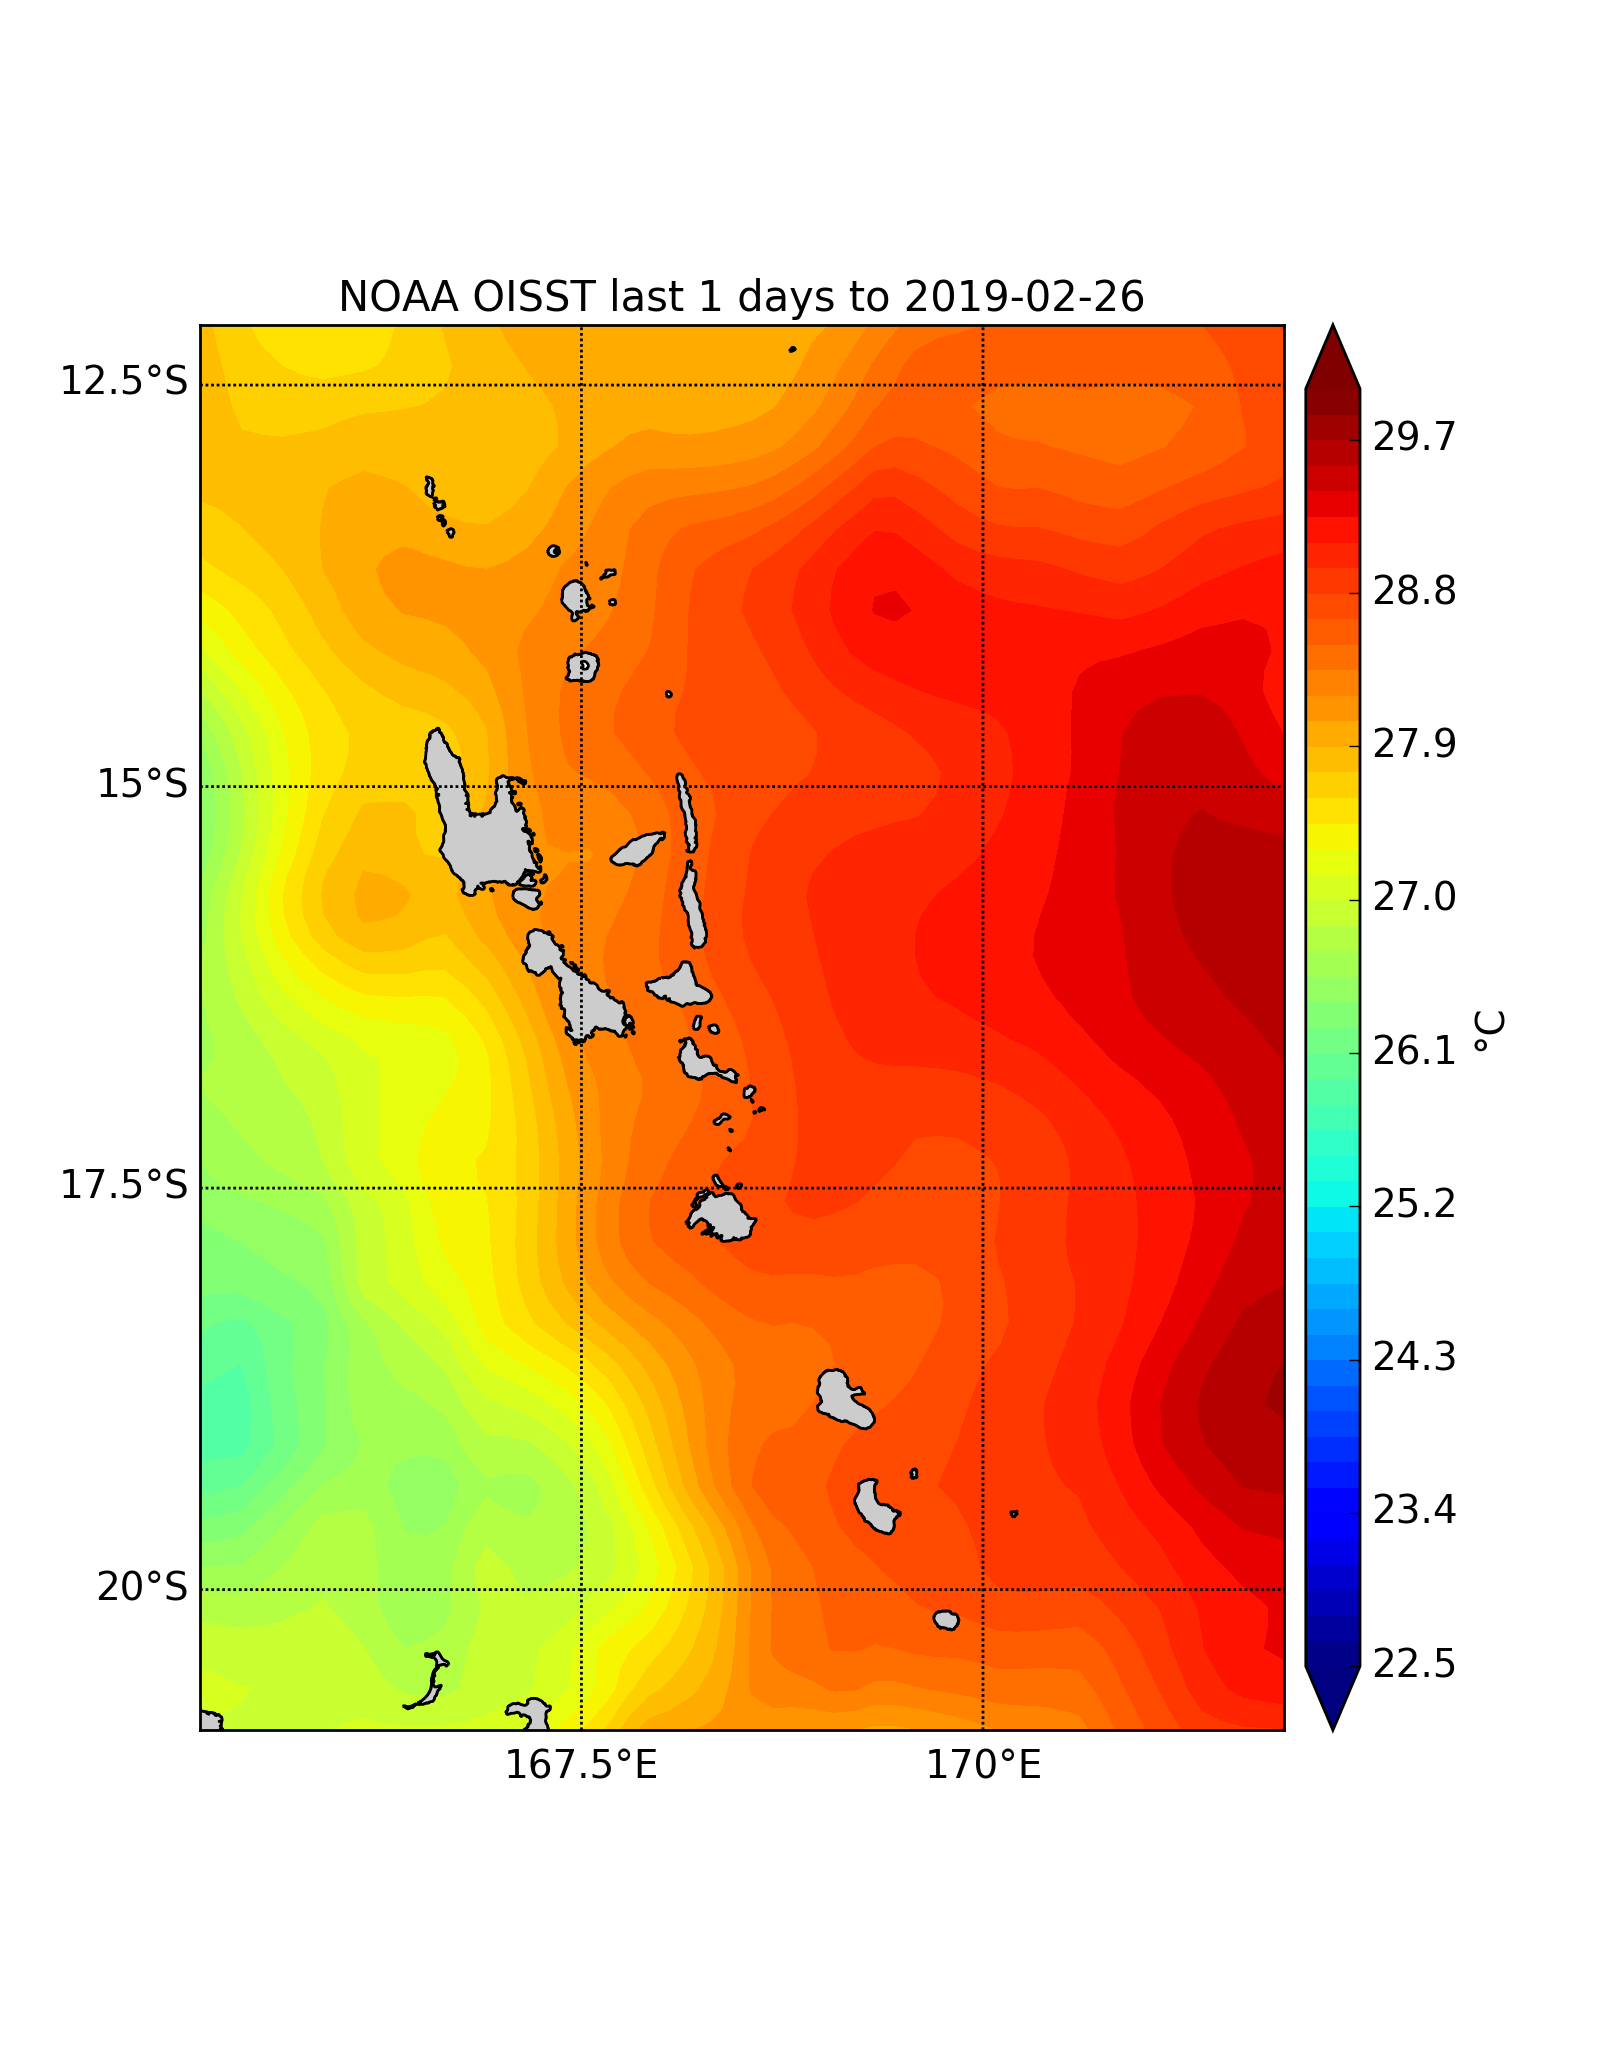 NOAA OISST last 1 days to 2019-02-26
12.5°S
15°S
17.5°S
20°S
167.5°E
170°E
29.7
28.8
27.9
27.0
26.1
25.2
24.3
23.4
22.5
°C